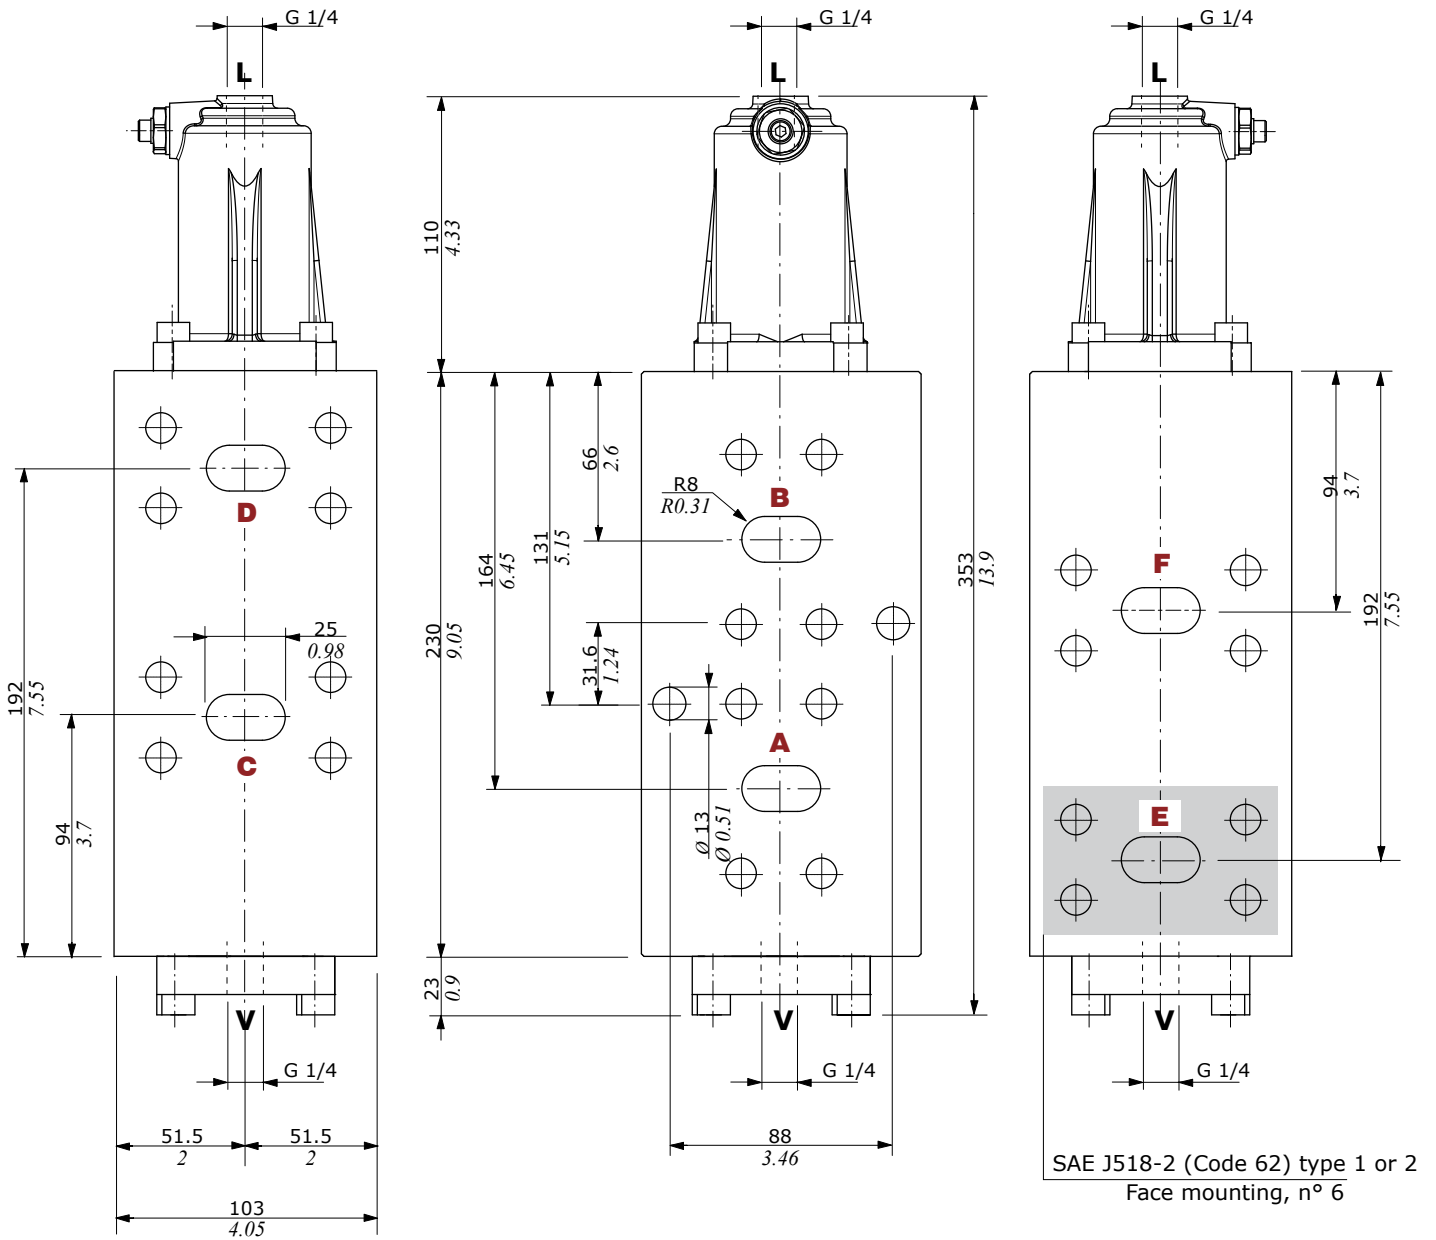 G 1/4
L
D
C
25
0.98
192
7.55
94
3.7
V
G 1/4
51.5
2
51.5
2
103
4.05
G 1/4
L
110
4.33
66
2.6
R8
R0.31
B
131
5.15
164
6.45
31.6
1.24
230
9.05
353
13.9
A
Ø 13
Ø 0.51
23
0.9
V
G 1/4
88
3.46
G 1/4
L
94
3.7
F
192
7.55
E
V
G 1/4
SAE J518-2 (Code 62) type 1 or 2
Face mounting, n° 6